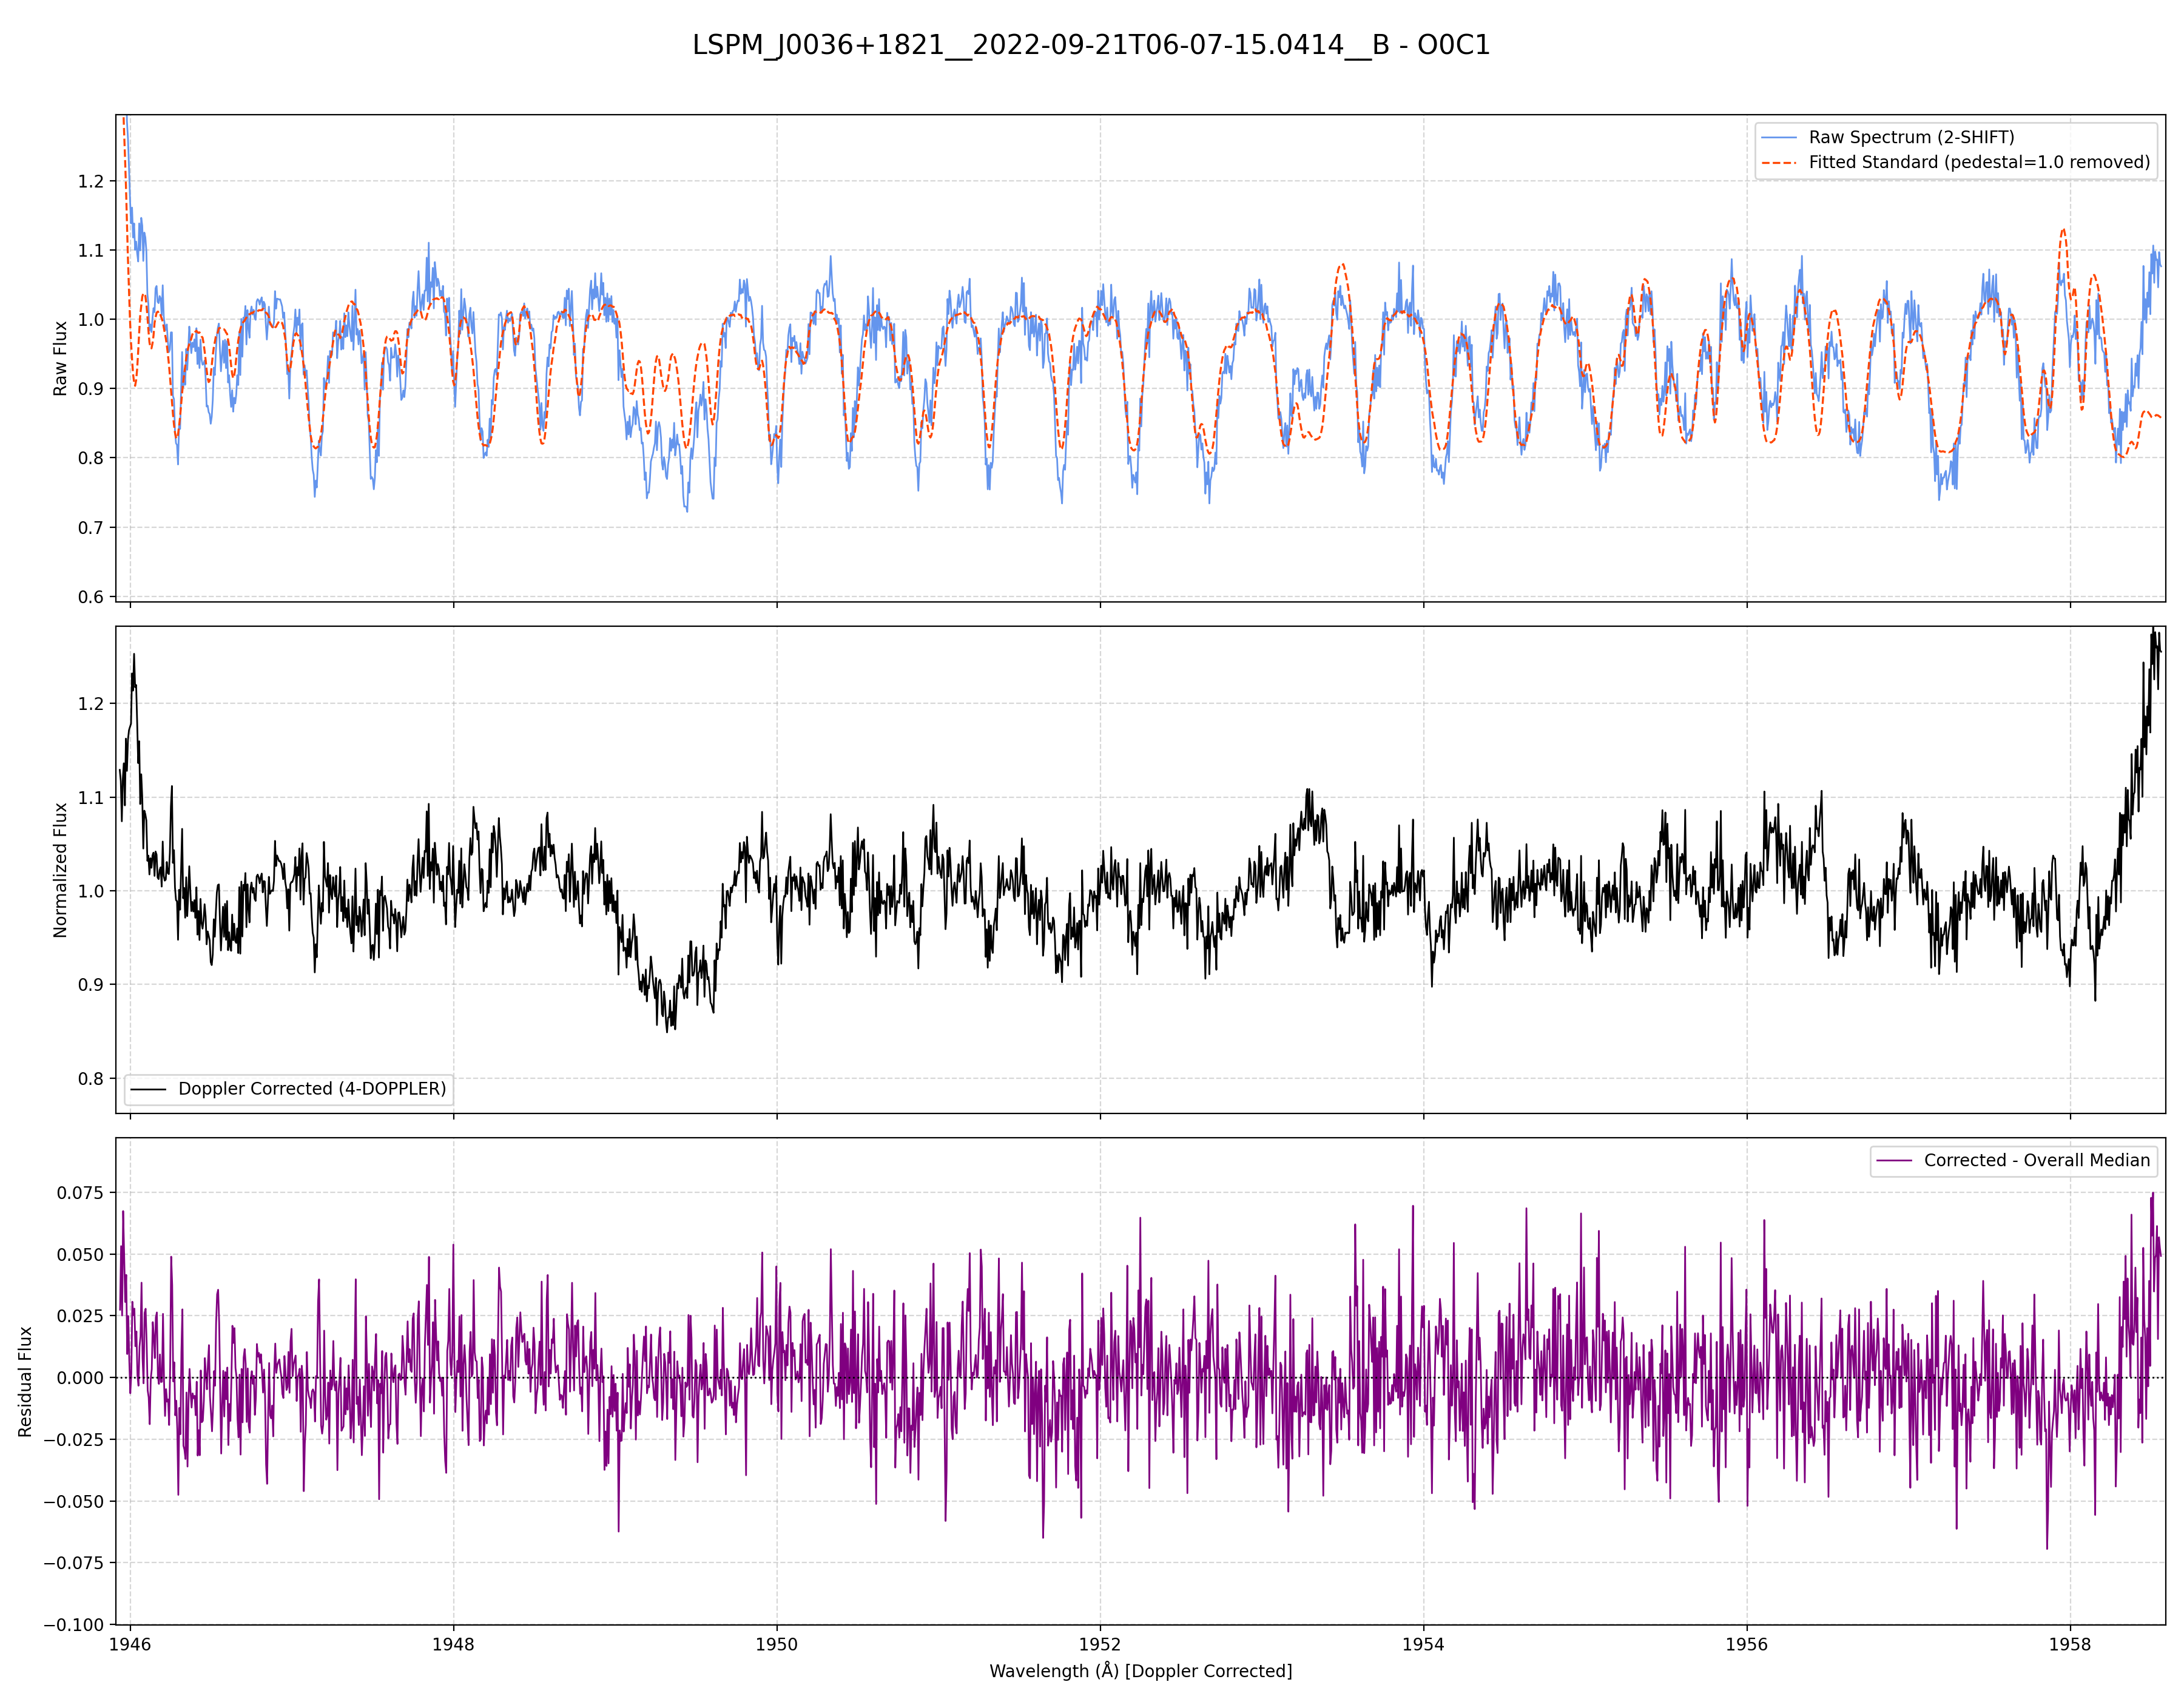 LSPM_J0036+1821__2022-09-21T06-07-15.0414__B - O0C1
Raw Spectrum (2-SHIFT)
Fitted Standard (pedestal=1.0 removed)
1.2
1.1
1.0
0.9
0.8
0.7
0.6
Raw Flux
1.2
1.1
1.0
0.9
0.8
Normalized Flux
Doppler Corrected (4-DOPPLER)
Corrected - Overall Median
0.075
0.050
0.025
0.000
−0.025
−0.050
−0.075
−0.100
Residual Flux
1946 1948 1950 1952 1954 1956 1958
Wavelength (Å) [Doppler Corrected]